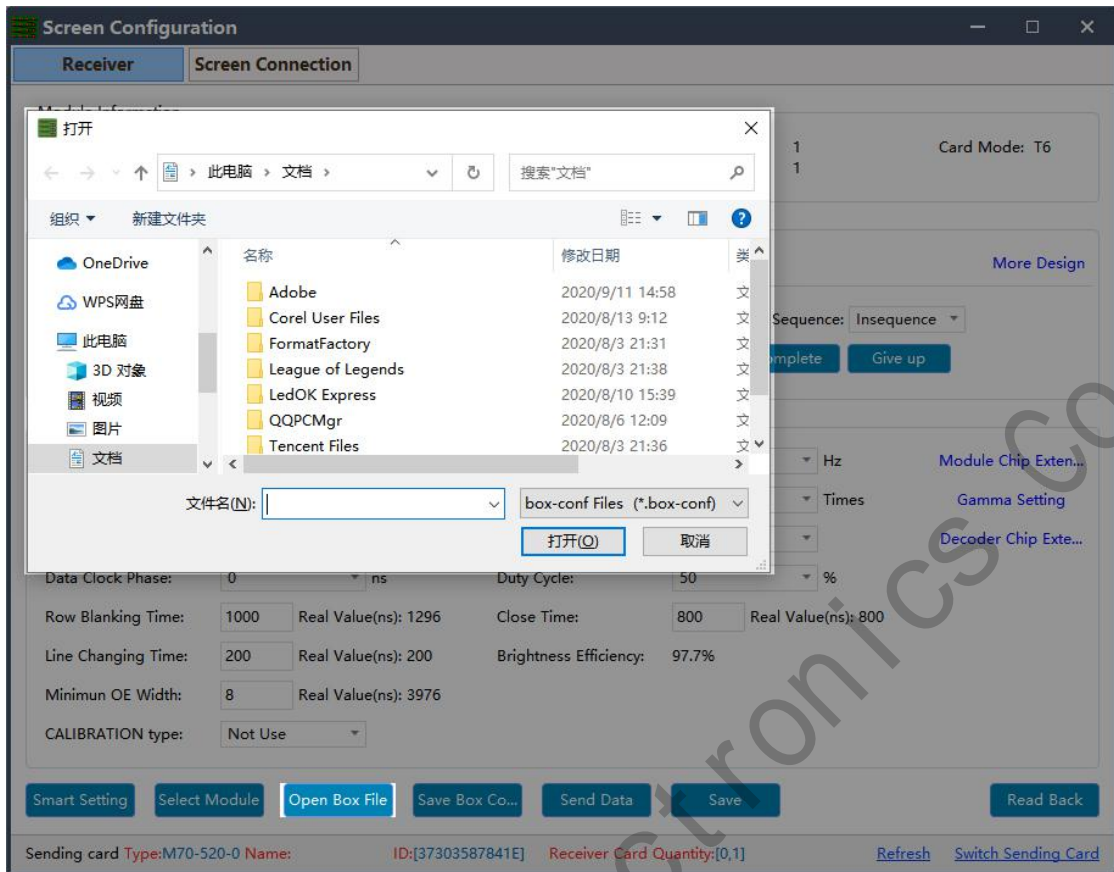 Screen Configuration
Receiver Screen Connection
打开
1 Card Mode: T6
1
此电脑 › 文档 › 搜索"文档"
组织 新建文件夹
名称 修改日期 类
More Design
OneDrive
WPS网盘
此电脑
3D 对象
视频
图片
文档
Adobe 2020/9/11 14:58 文
Corel User Files 2020/8/13 9:12 文
FormatFactory 2020/8/3 21:31 文
League of Legends 2020/8/3 21:38 文
LedOK Express 2020/8/10 15:39 文
QQPCMgr 2020/8/6 12:09 文
Tencent Files 2020/8/3 21:36 文
Sequence: Insequence
Give up
Hz Module Chip Exten...
Times Gamma Setting
Decoder Chip Exte...
文件名(N): box-conf Files (*.box-conf)
打开(O) 取消
Data Clock Phase: 0 ns Duty Cycle: 50 %
Row Blanking Time: 1000 Real Value(ns): 1296 Close Time: 800 Real Value(ns): 800
Line Changing Time: 200 Real Value(ns): 200 Brightness Efficiency: 97.7%
Minimun OE Width: 8 Real Value(ns): 3976
CALIBRATION type: Not Use
Smart Setting Select Module Open Box File Save Box Co... Send Data Save Read Back
Sending card Type:M70-520-0 Name: ID:[37303587841E] Receiver Card Quantity:[0,1] Refresh Switch Sending Card
ctronics Co